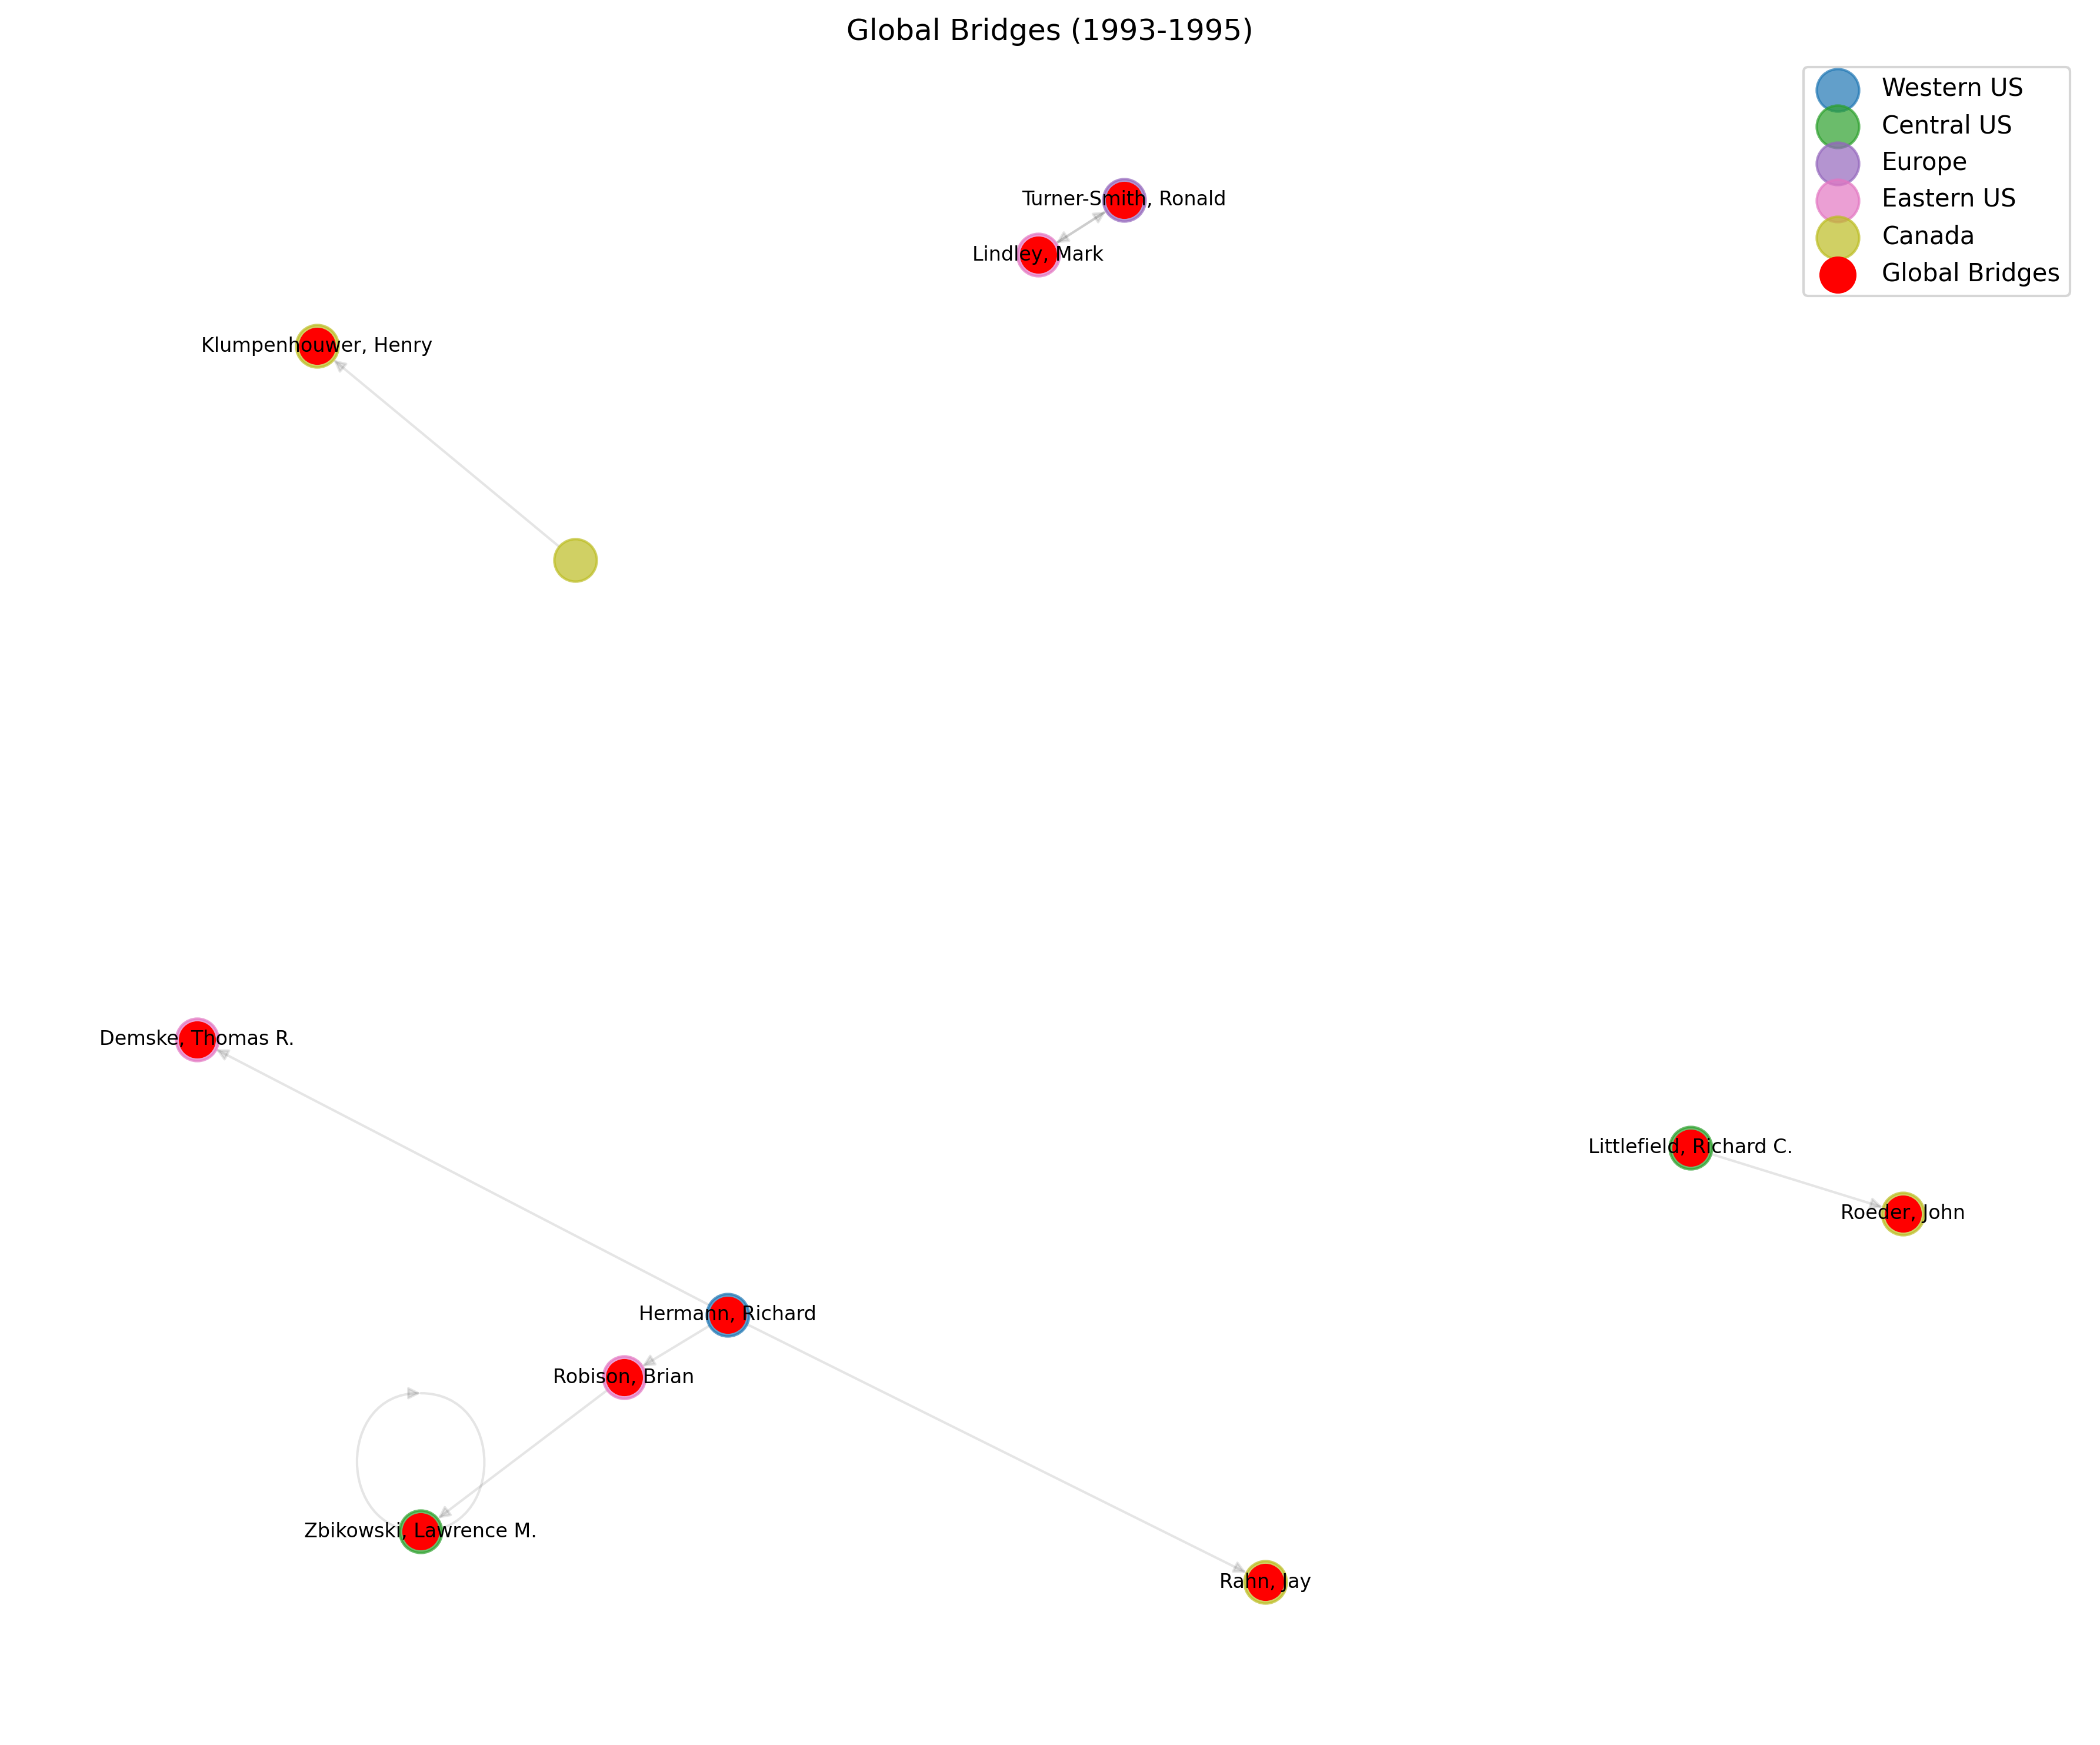 Global Bridges (1993-1995)
Western US
Central US
Europe
Eastern US
Canada
Global Bridges
Turner-Smith, Ronald
Lindley, Mark
Klumpenhouwer, Henry
Demske, Thomas R.
Littlefield, Richard C.
Roeder, John
Hermann, Richard
Robison, Brian
Zbikowski, Lawrence M.
Rahn, Jay